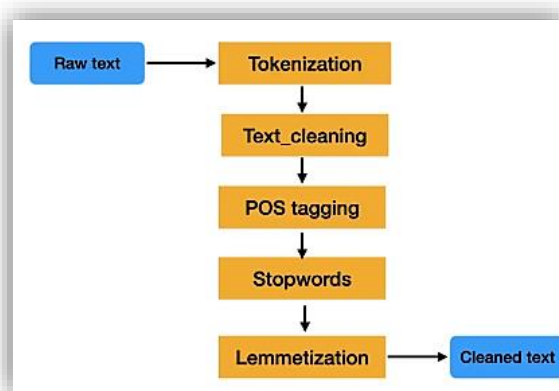 Raw text
Tokenization
Text_cleaning
POS tagging
Stopwords
Lemmetization
Cleaned text